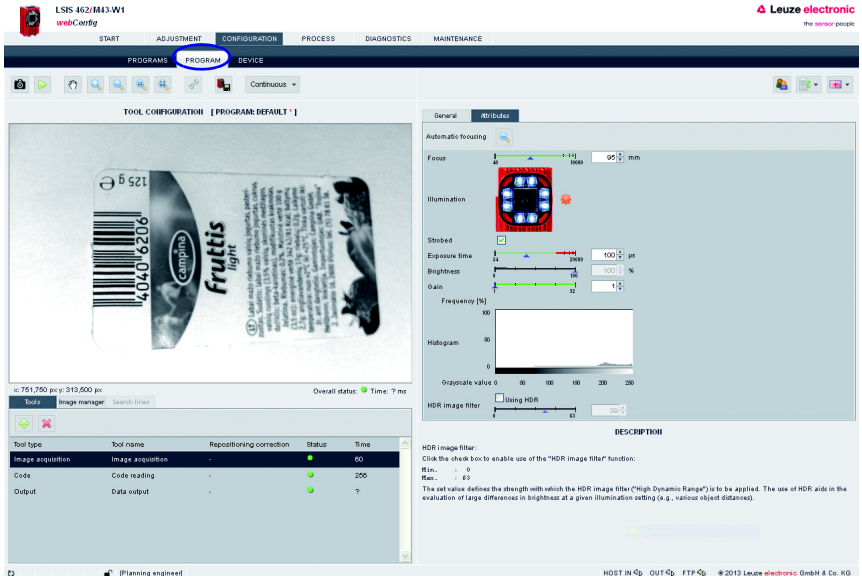 LSIS 462i/M43-W1
webConfig
Leuze electronic
the sensor people
START ADJUSTMENT CONFIGURATION PROCESS DIAGNOSTICS MAINTENANCE
PROGRAMS PROGRAM DEVICE
Continuous
TOOL CONFIGURATION [ PROGRAM: DEFAULT * ]
125 g
4040 6206
campina
Fruttis
light
x: 751,750 px y: 313,500 px
Overall status: Time: ? ms
Tools Image manager Search lines
Tool type Tool name Repositioning correction Status Time
Image acquisition Image acquisition - 60
Code Code reading - 256
Output Data output - ?
General Attributes
Automatic focusing
Focus 40 10000 95 mm
Illumination
Strobed
Exposure time 54 20000 100 µs
Brightness 100 100 %
Gain 1 32 1
Frequency [%]
100
Histogram 50
0
Grayscale value 0 50 100 150 200 250
Using HDR
HDR image filter 0 63 39
DESCRIPTION
HDR image filter:
Click the check box to enable use of the "HDR image filter" function:
Min. : 0
Max. : 63
The set value defines the strength with which the HDR image filter ("High Dynamic Range") is to be applied. The use of HDR aids in the
evaluation of large differences in brightness at a given illumination setting (e.g., various object distances).
[Planning engineer]
HOST IN OUT FTP © 2013 Leuze electronic GmbH & Co. KG